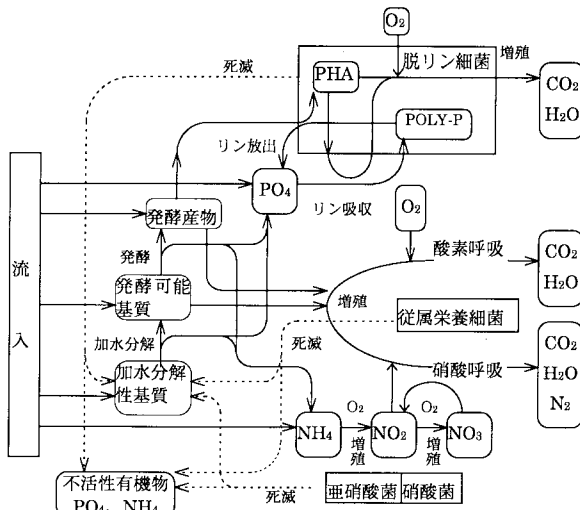 O₂
脱リン細菌
増殖
死滅
PHA
CO₂
H₂O
POLY-P
リン放出
PO₄
リン吸収
流入
発酵産物
O₂
酸素呼吸
発酵
発酵可能
基質
増殖
CO₂
H₂O
従属栄養細菌
加水分解
死滅
加水分解
性基質
硝酸呼吸
CO₂
H₂O
N₂
NH₄
O₂
増殖
NO₂
O₂
増殖
NO₃
不活性有機物
PO₄, NH₄
死滅
亜硝酸菌
硝酸菌